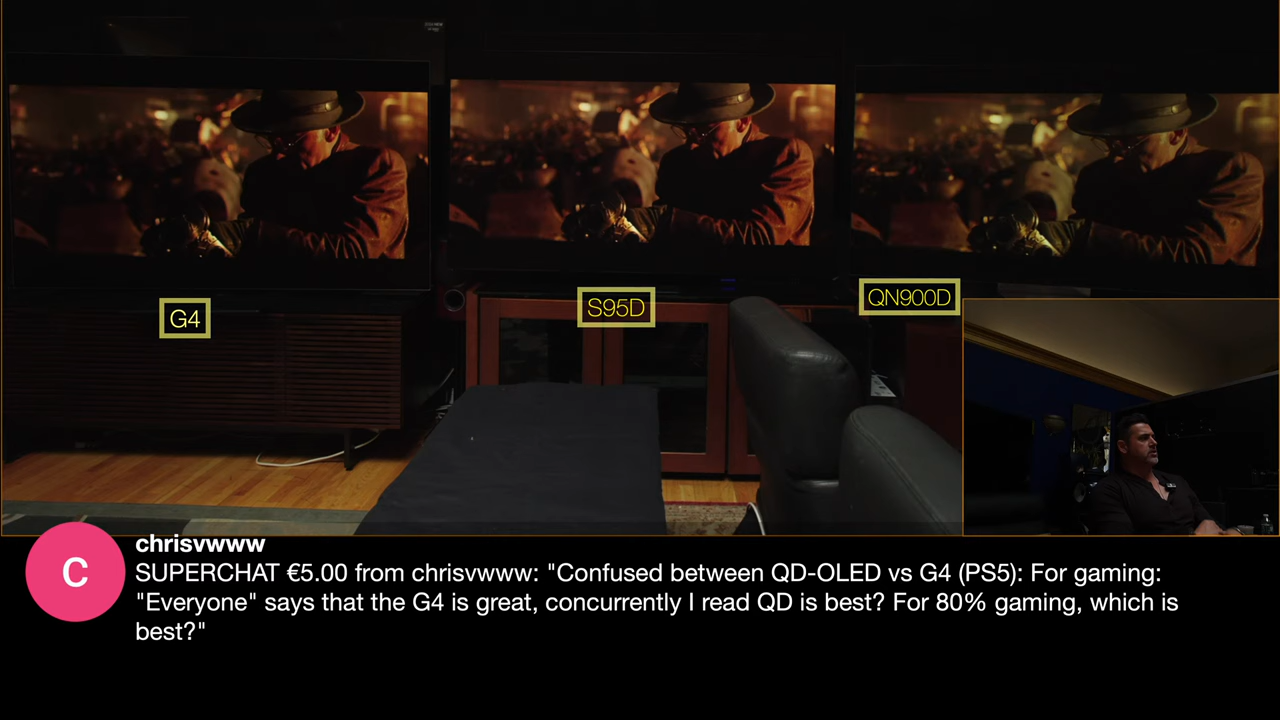 G4
S95D
QN900D
C
chrisvwww
SUPERCHAT €5.00 from chrisvwww: "Confused between QD-OLED vs G4 (PS5): For gaming:
"Everyone" says that the G4 is great, concurrently I read QD is best? For 80% gaming, which is
best?"